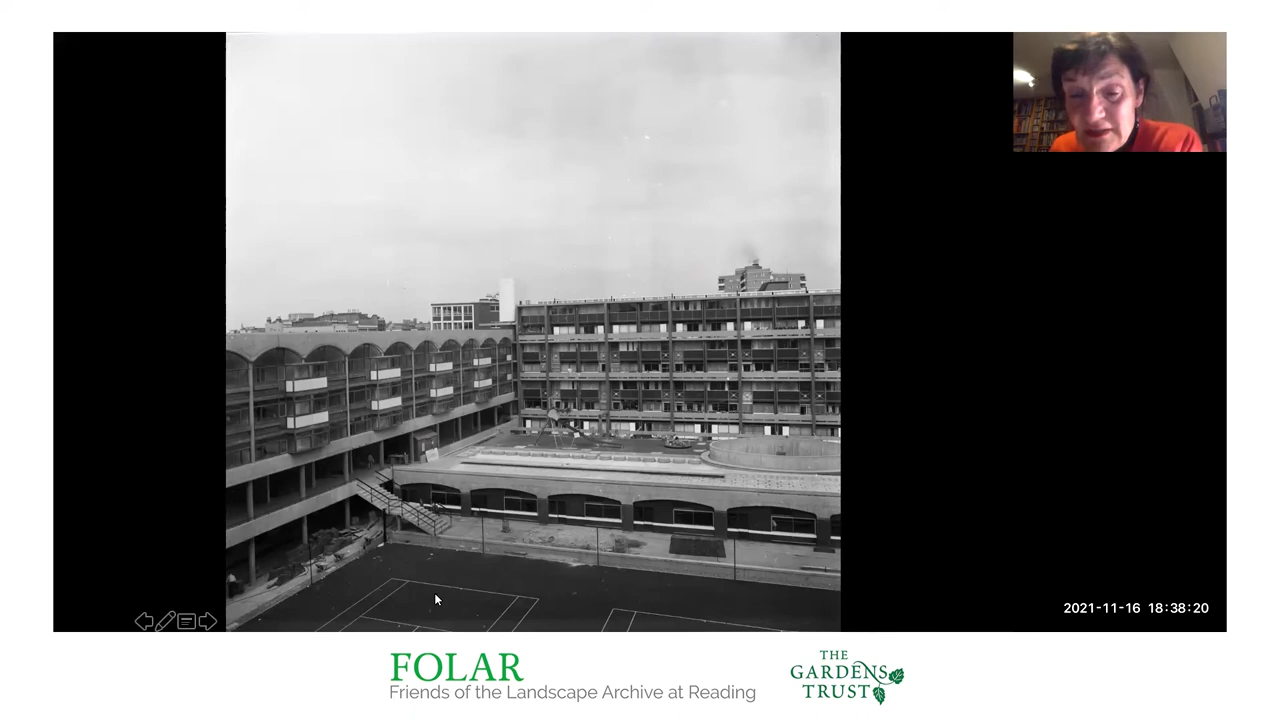 2021-11-16 18:38:20
FOLAR
Friends of the Landscape Archive at Reading
THE
GARDENS
TRUST